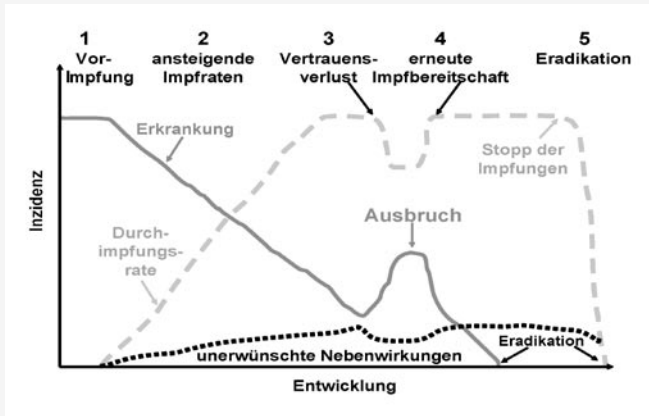 1
Vor-
Impfung
2
ansteigende
Impfraten
3
Vertrauens-
verlust
4
erneute
Impfbereitschaft
5
Eradikation
Erkrankung
Stopp der
Impfungen
Ausbruch
Durch-
impfungs-
rate
Inzidenz
Eradikation
unerwünschte Nebenwirkungen
Entwicklung